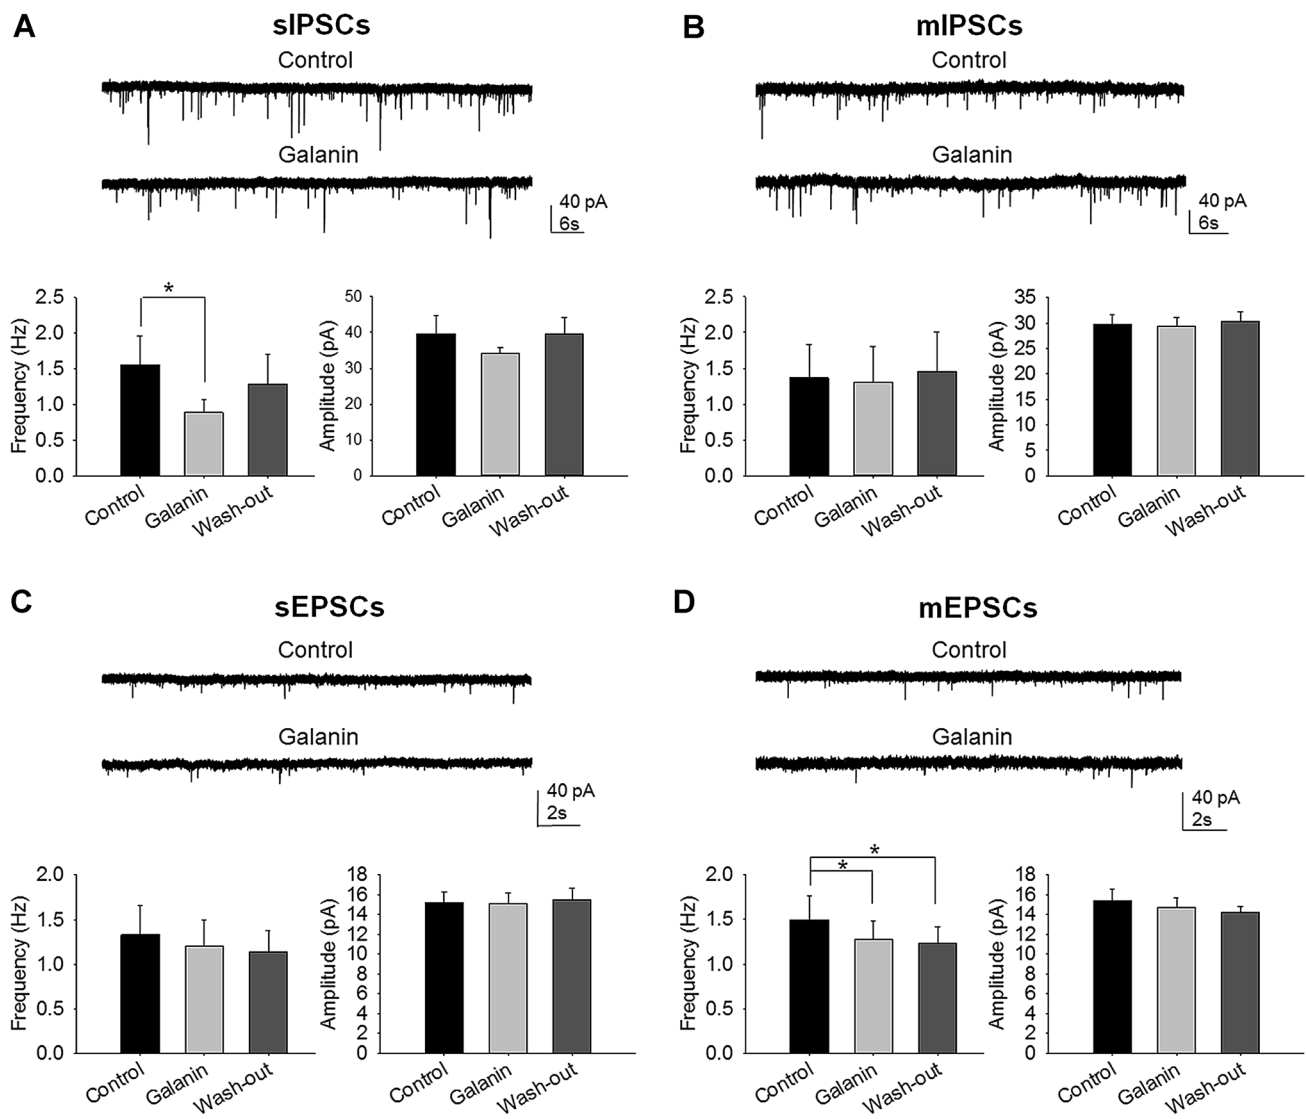 A
sIPSCs
Control
Galanin
40 pA
6s
*
Frequency (Hz)
2.5
2.0
1.5
1.0
0.5
0.0
Control
Galanin
Wash-out
Amplitude (pA)
50
40
30
20
10
0
Control
Galanin
Wash-out
B
mIPSCs
Control
Galanin
40 pA
6s
Frequency (Hz)
2.5
2.0
1.5
1.0
0.5
0.0
Control
Galanin
Wash-out
Amplitude (pA)
35
30
25
20
15
10
5
0
Control
Galanin
Wash-out
C
sEPSCs
Control
Galanin
40 pA
2s
Frequency (Hz)
2.0
1.5
1.0
0.5
0.0
Control
Galanin
Wash-out
Amplitude (pA)
18
16
14
12
10
8
6
4
2
0
Control
Galanin
Wash-out
D
mEPSCs
Control
Galanin
40 pA
2s
*
*
Frequency (Hz)
2.0
1.5
1.0
0.5
0.0
Control
Galanin
Wash-out
Amplitude (pA)
18
16
14
12
10
8
6
4
2
0
Control
Galanin
Wash-out